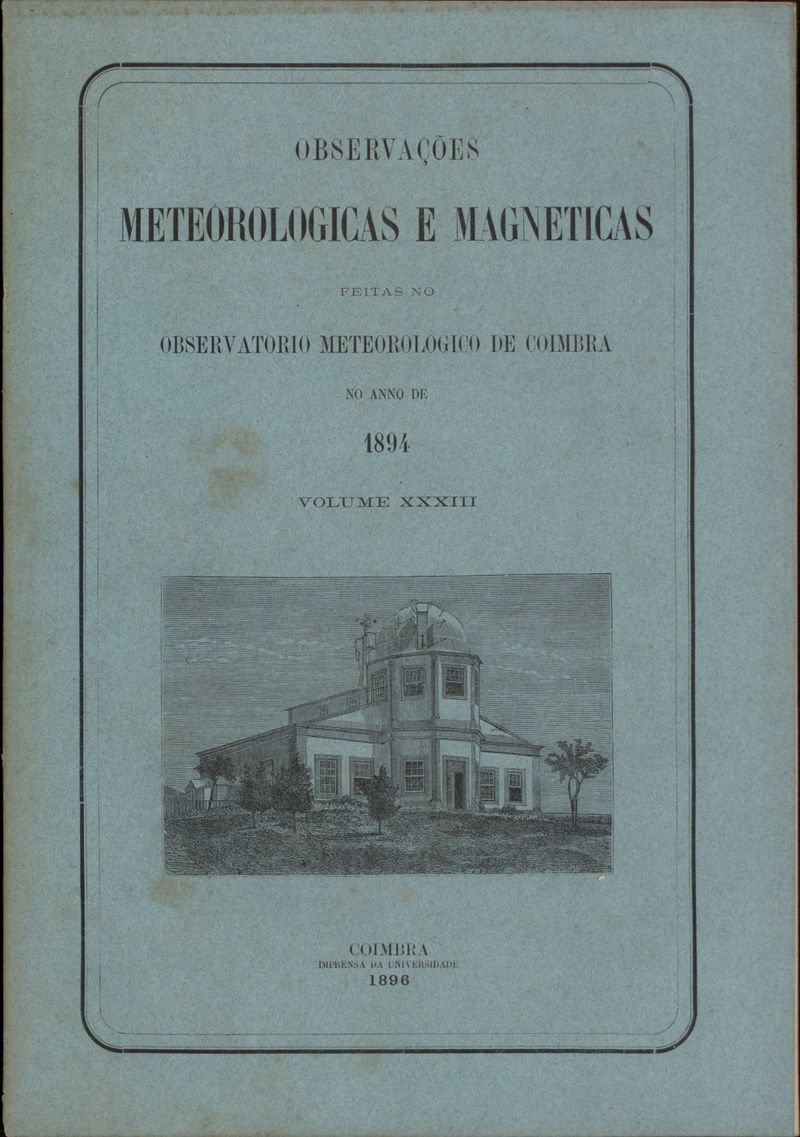 OBSERVAÇÕES
METEOROLOGICAS E MAGNETICAS
FEITAS NO
OBSERVATORIO METEOROLOGICO DE COIMBRA
NO ANNO DE
1894
VOLUME XXXIII
COIMBRA
IMPRENSA DA UNIVERSIDADE
1896